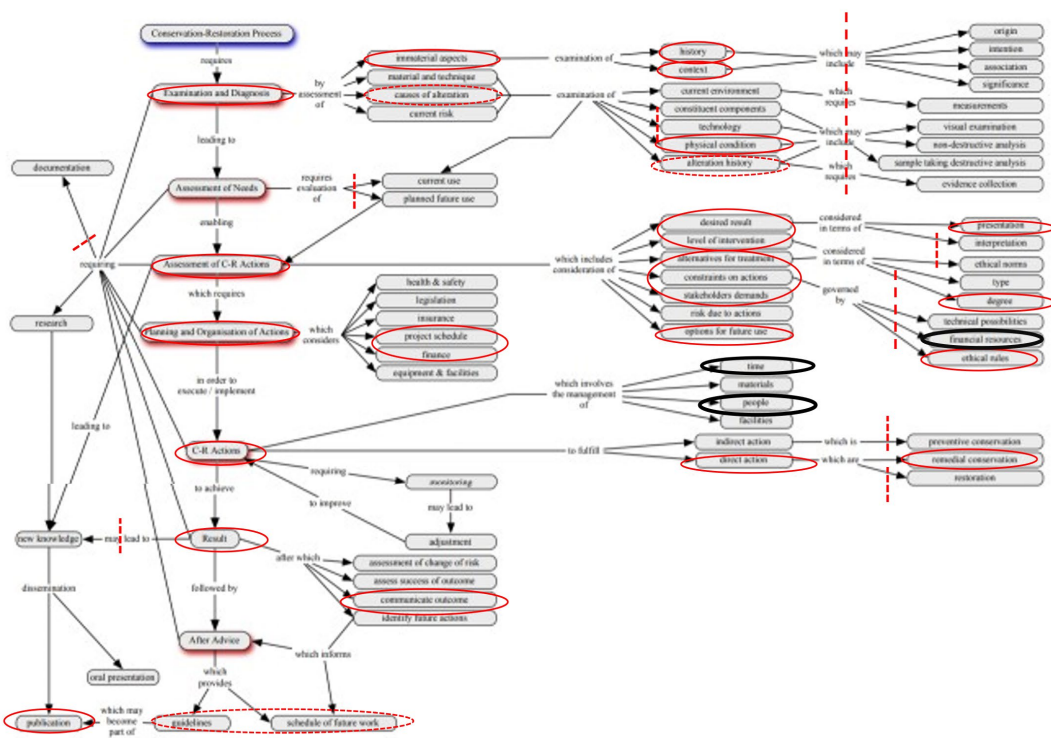 Conservation-Restoration Process
requires
Examination and Diagnosis
by
assessment
of
immaterial aspects
material and technique
causes of alteration
current risk
examination of
history
context
which may
include
origin
intention
association
significance
examination of
current environment
constituent components
technology
physical condition
alteration history
which
requires
measurements
which may
include
visual examination
non-destructive analysis
sample taking destructive analysis
which
requires
evidence collection
leading to
documentation
Assessment of Needs
requires
evaluation
of
current use
planned future use
enabling
requiring
Assessment of C-R Actions
which includes
consideration of
desired result
level of intervention
alternatives for treatment
constraints on actions
stakeholders demands
risk due to actions
options for future use
considered
in terms of
presentation
interpretation
considered
in terms of
ethical norms
type
degree
governed
by
technical possibilities
financial resources
ethical rules
which requires
research
Planning and Organisation of Actions
which
considers
health & safety
legislation
insurance
project schedule
finance
equipment & facilities
in order to
execute / implement
which involves
the management
of
time
materials
people
facilities
leading to
C-R Actions
to fulfill
indirect action
direct action
which is
preventive conservation
which are
remedial conservation
restoration
to achieve
requiring
monitoring
may lead to
adjustment
to improve
new knowledge
may lead to
Result
after which
assessment of change of risk
assess success of outcome
communicate outcome
identify future actions
dissemination
followed by
After Advice
which informs
oral presentation
which
provides
publication
which may
become
part of
guidelines
schedule of future work